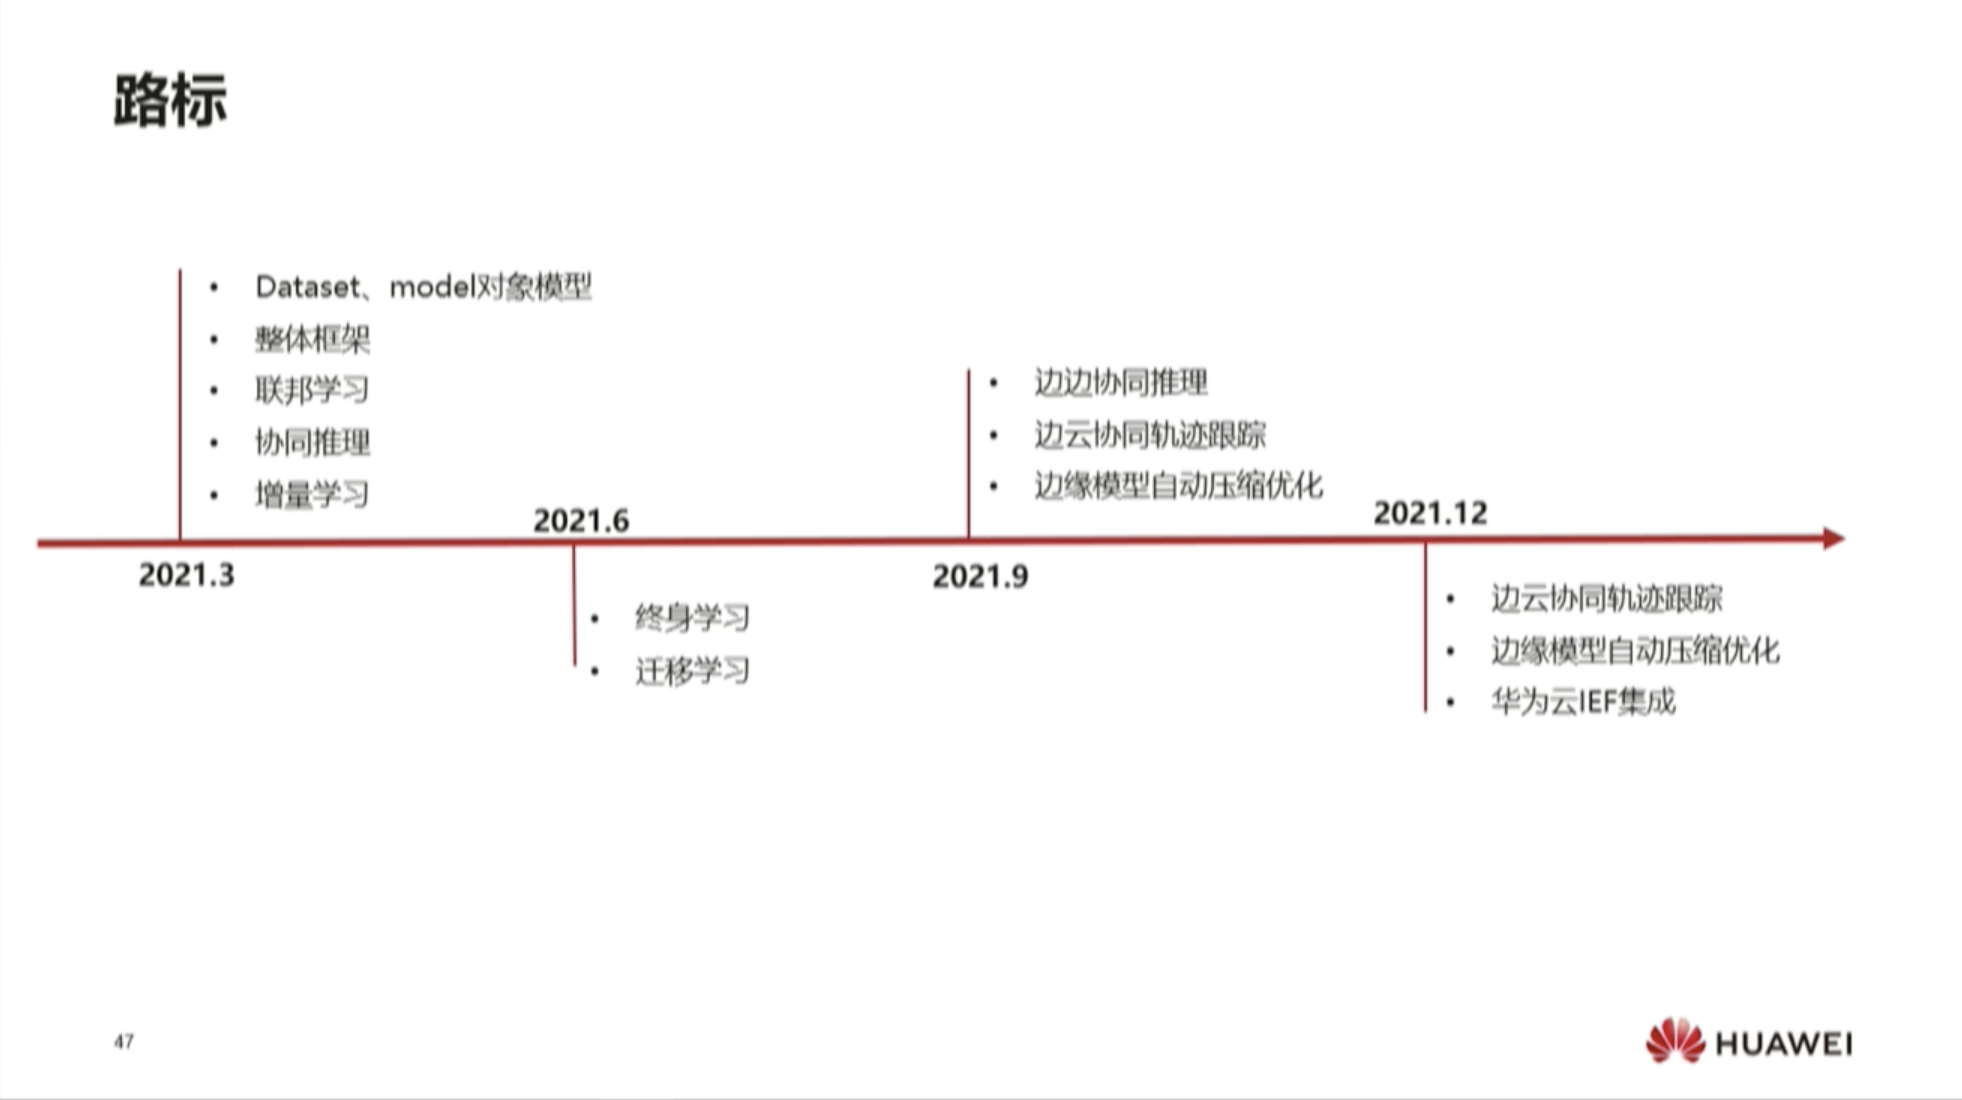 路标
• Dataset、model对象模型
• 整体框架
• 联邦学习
• 协同推理
• 增量学习
2021.3
2021.6
• 终身学习
• 迁移学习
• 边边协同推理
• 边云协同轨迹跟踪
• 边缘模型自动压缩优化
2021.9
2021.12
• 边云协同轨迹跟踪
• 边缘模型自动压缩优化
• 华为云IEF集成
47
HUAWEI